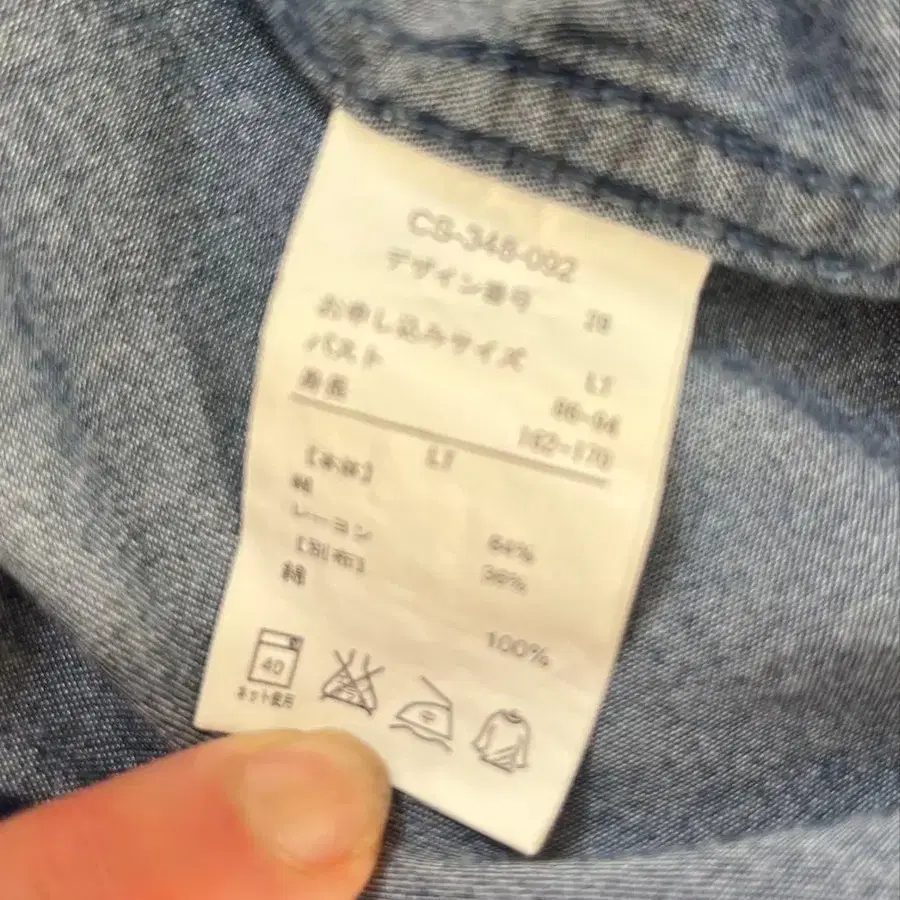 CS-348-092
デザイン番号 28
お申し込みサイズ LT
バスト 86-94
身長 162-170
LT
【本体】
綿 64%
レーヨン 36%
【別布】
綿 100%
40
ネット使用